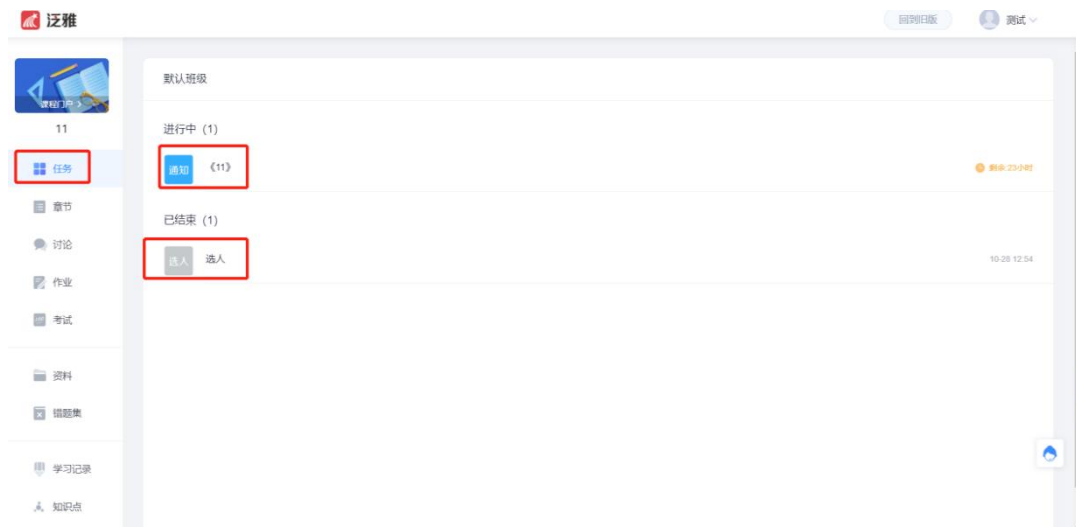 泛雅
回到旧版
测试
课程门户 >
11
任务
章节
讨论
作业
考试
资料
错题集
学习记录
知识点
默认班级
进行中 (1)
通知 《11》
剩余23小时
已结束 (1)
选人 选人
10-28 12:54